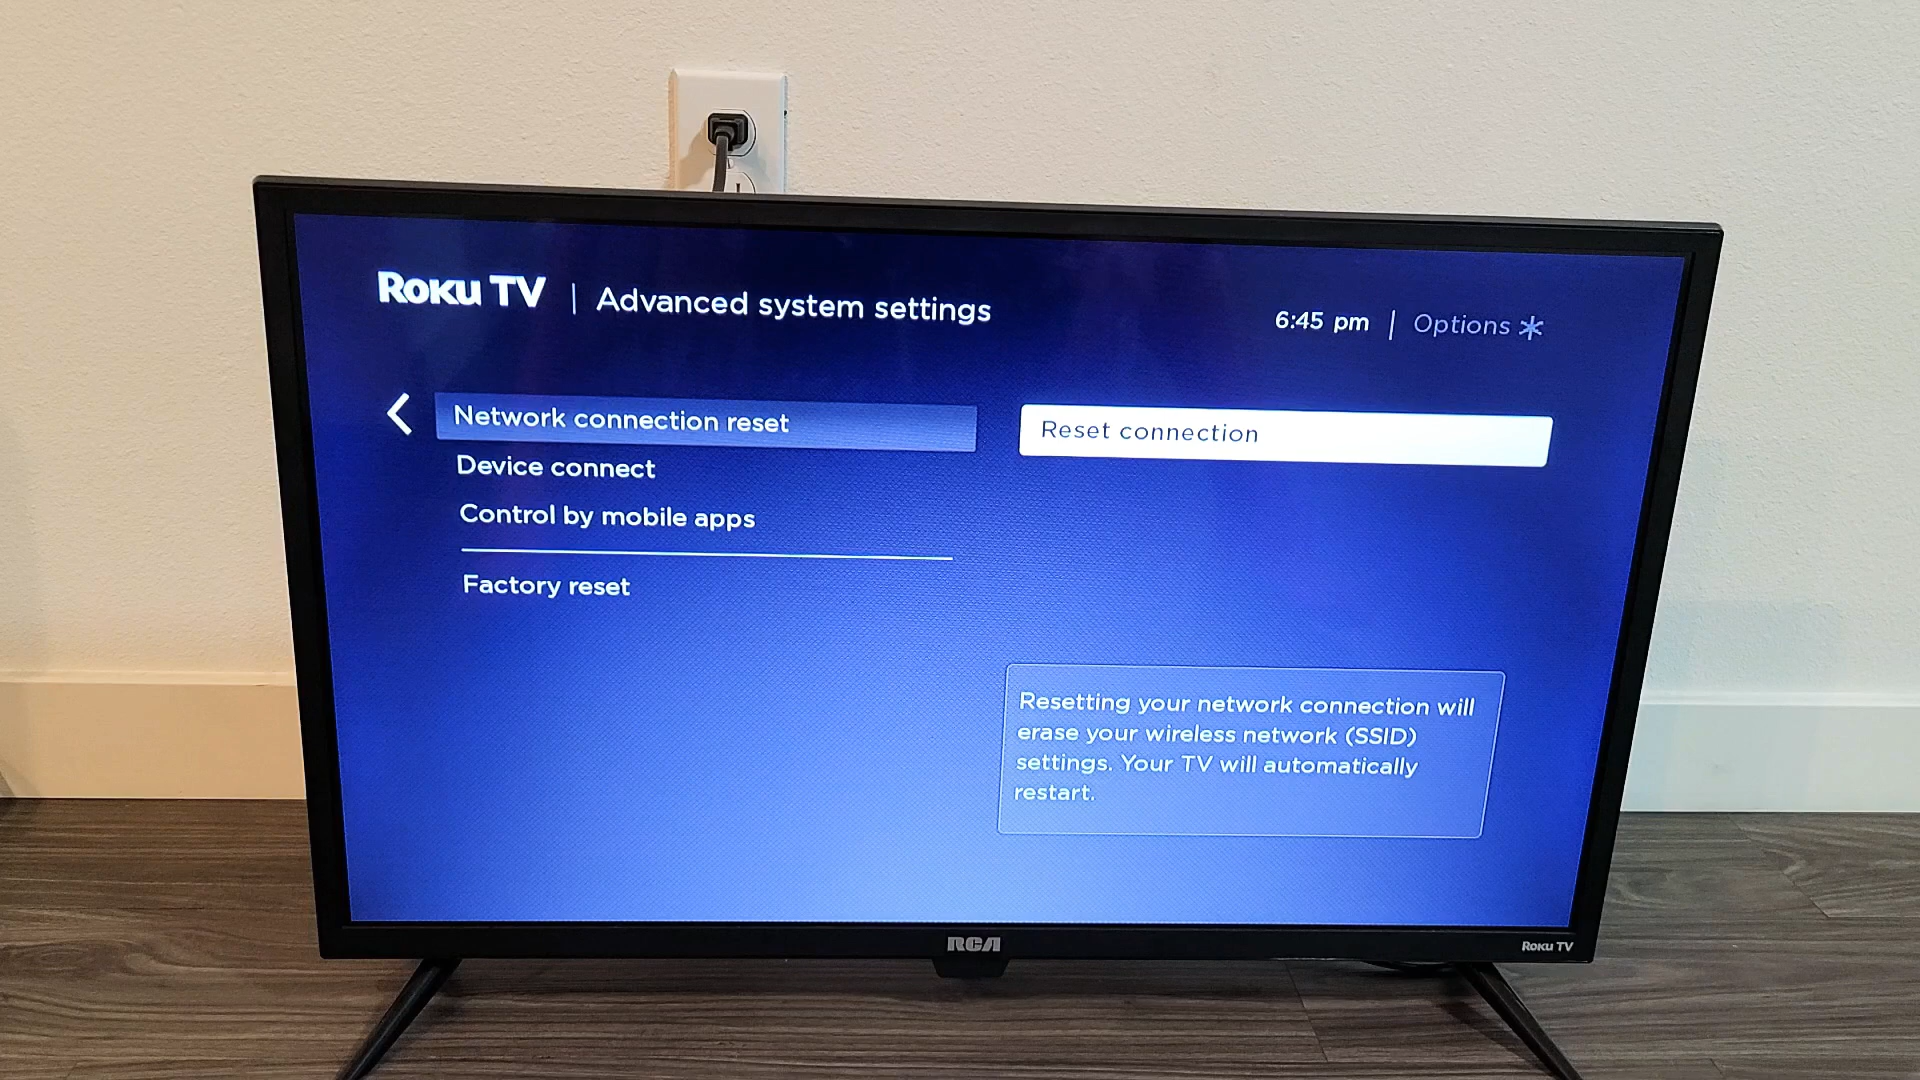 Roku TV | Advanced system settings
6:45 pm | Options
Network connection reset
Reset connection
Device connect
Control by mobile apps
Factory reset
Resetting your network connection will
erase your wireless network (SSID)
settings. Your TV will automatically
restart.
RCA
Roku TV